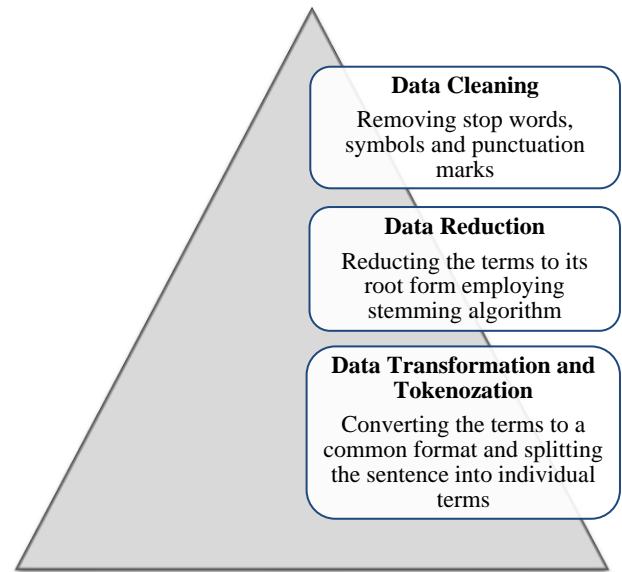 Data Cleaning
Removing stop words,
symbols and punctuation
marks
Data Reduction
Reducting the terms to its
root form employing
stemming algorithm
Data Transformation and
Tokenozation
Converting the terms to a
common format and splitting
the sentence into individual
terms